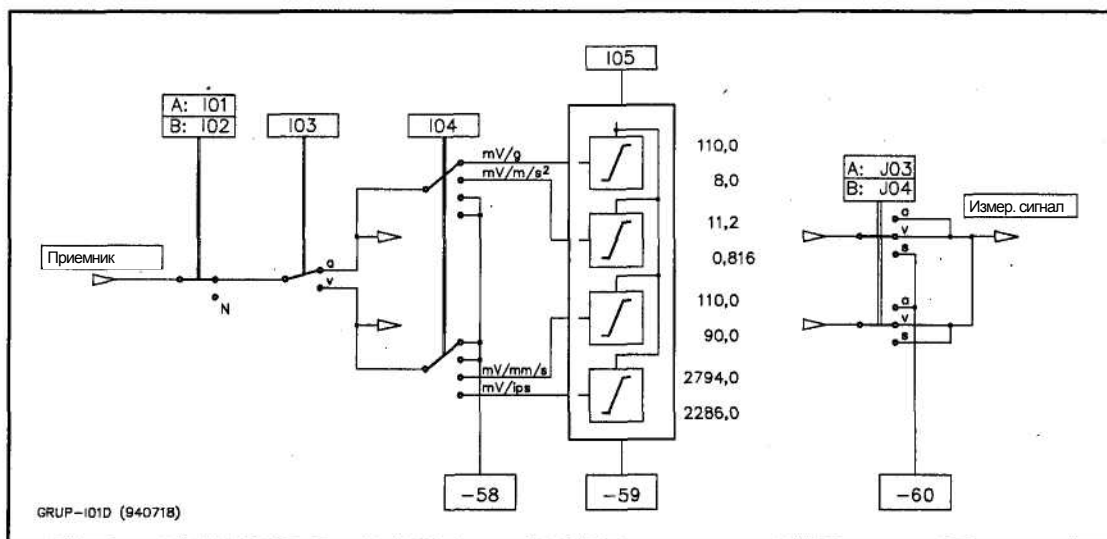 I05
A: I01
B: I02
I03
I04
mV/g
110,0
mV/m/s²
8,0
A: J03
B: J04
11,2
Измер. сигнал
a
v
s
Приемник
0,816
a
v
N
a
v
s
110,0
90,0
mV/mm/s
2794,0
mV/ips
2286,0
-58
-59
-60
GRUP-I01D (940718)